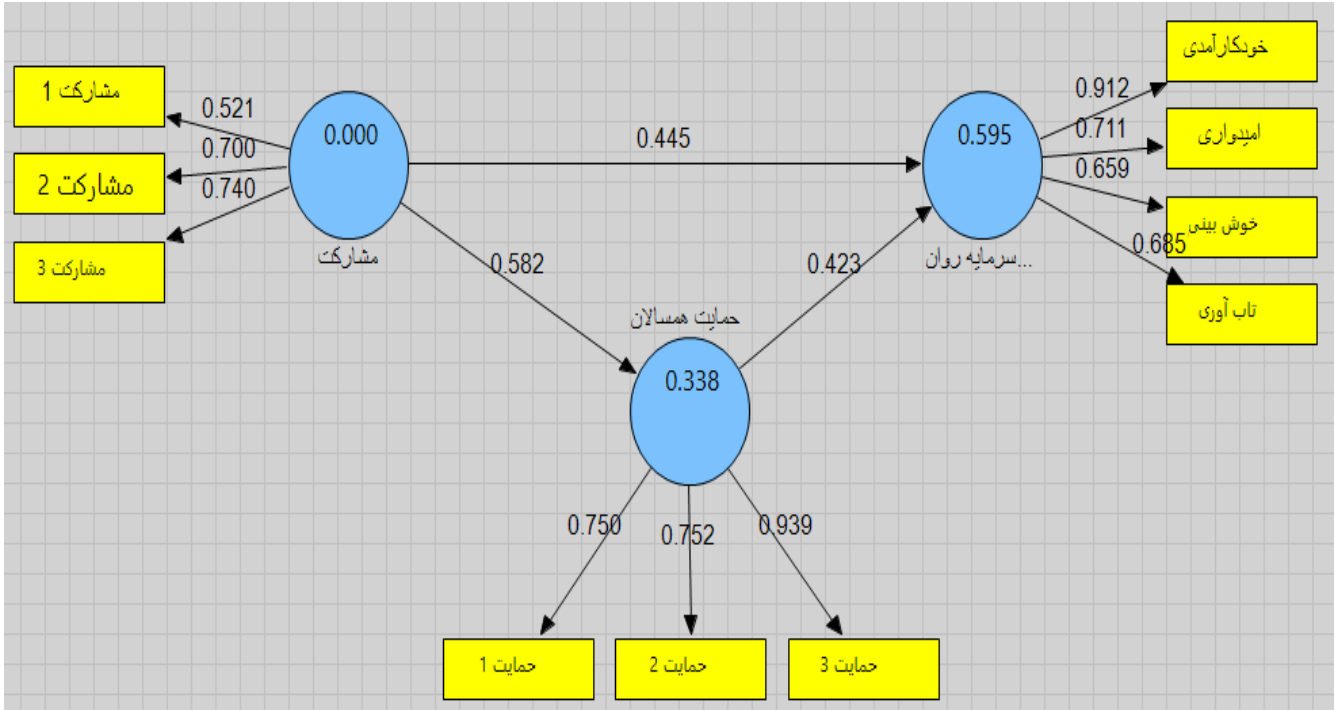 خودکارآمدی
مشارکت 1
0.521
0.000
0.445
0.595
0.912
0.711
امیدواری
0.700
مشارکت 2
0.740
0.659
خوش بینی
0.685
مشارکت 3
مشارکت
0.582
0.423
سرمایه روان...
تاب آوری
حمایت همسالان
0.338
0.750
0.752
0.939
حمایت 1
حمایت 2
حمایت 3